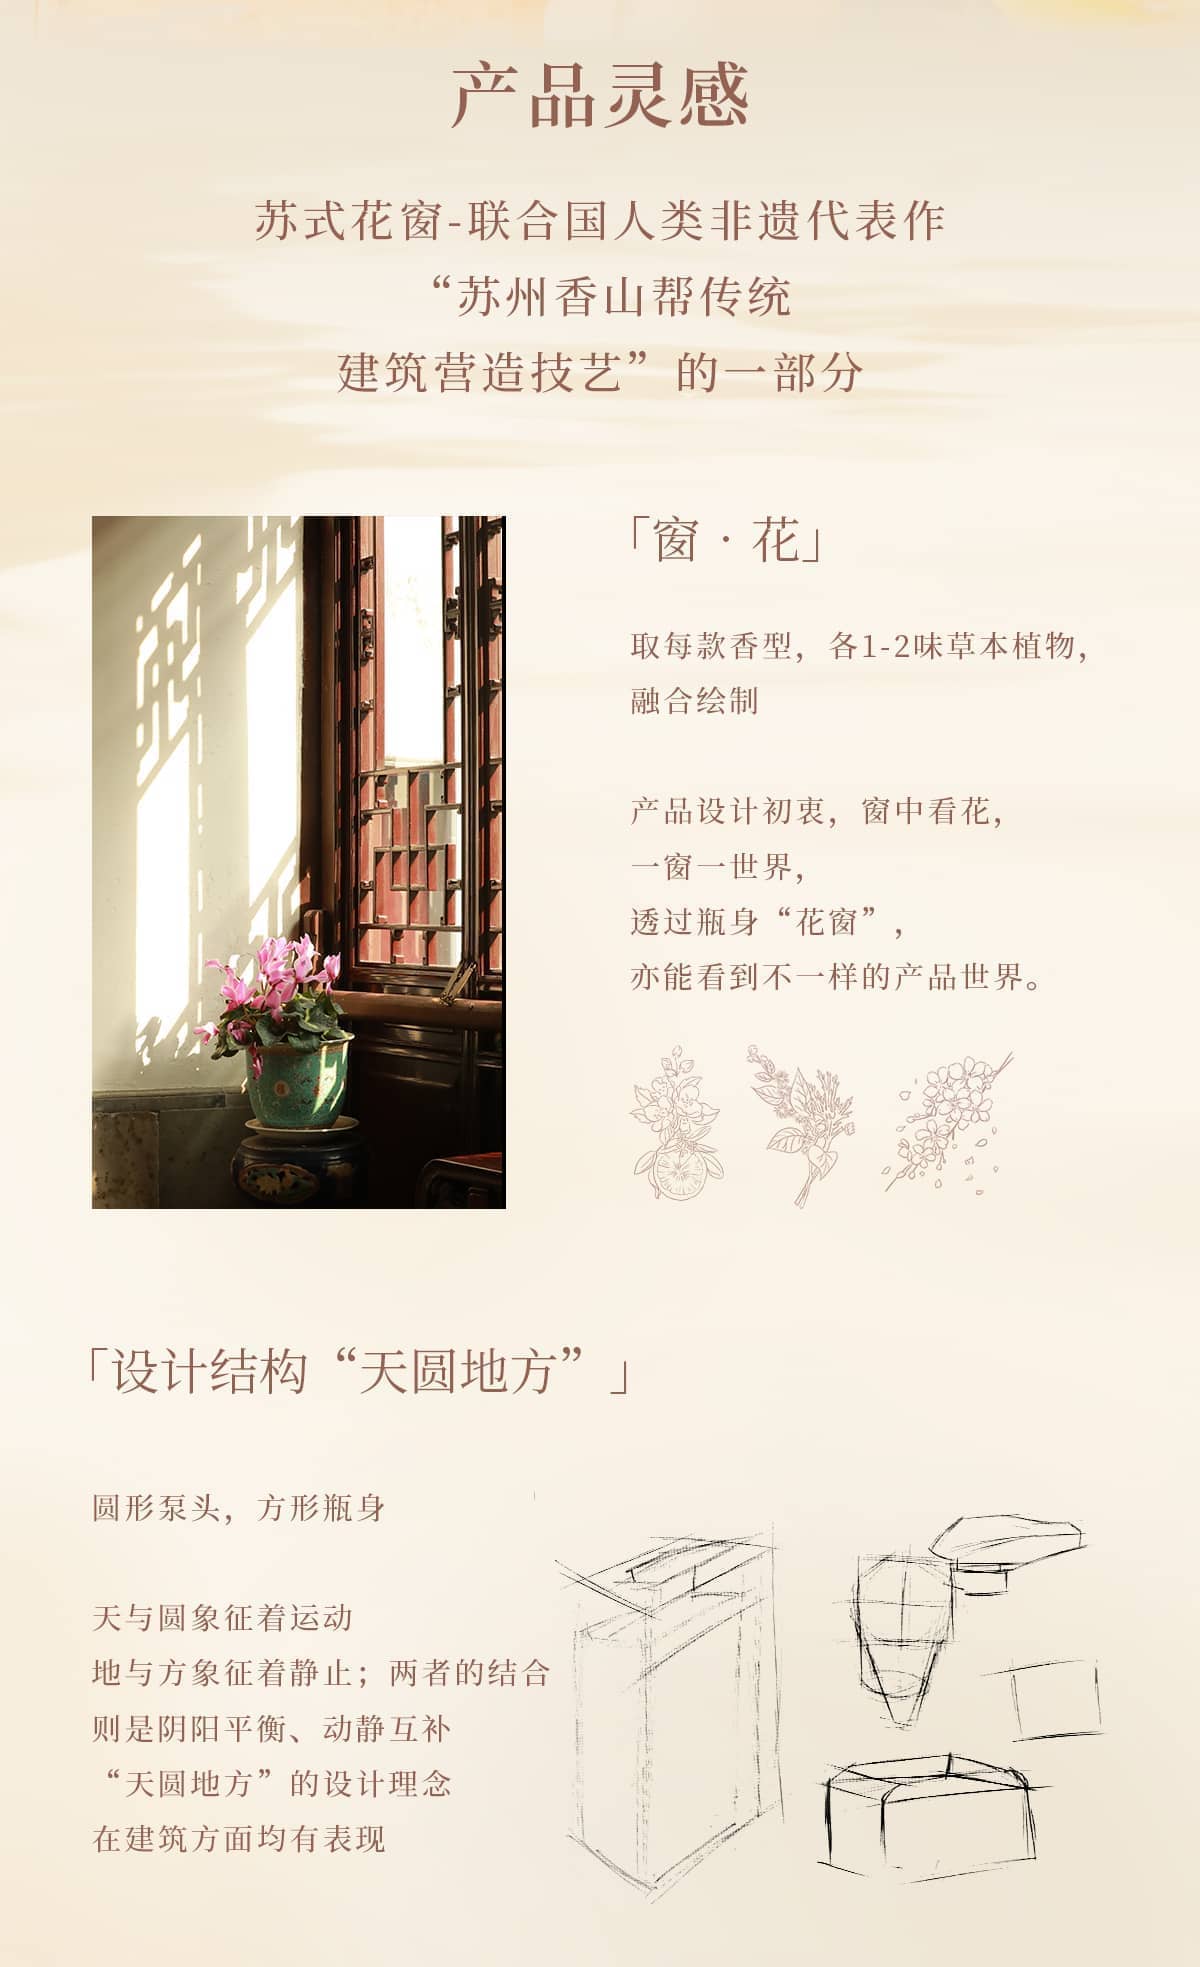 产品灵感
苏式花窗-联合国人类非遗代表作
“苏州香山帮传统
建筑营造技艺”的一部分
「窗·花」
取每款香型，各1-2味草本植物，
融合绘制
产品设计初衷，窗中看花，
一窗一世界，
透过瓶身“花窗”，
亦能看到不一样的产品世界。
「设计结构“天圆地方”」
圆形泵头，方形瓶身
天与圆象征着运动
地与方象征着静止；两者的结合
则是阴阳平衡、动静互补
“天圆地方”的设计理念
在建筑方面均有表现